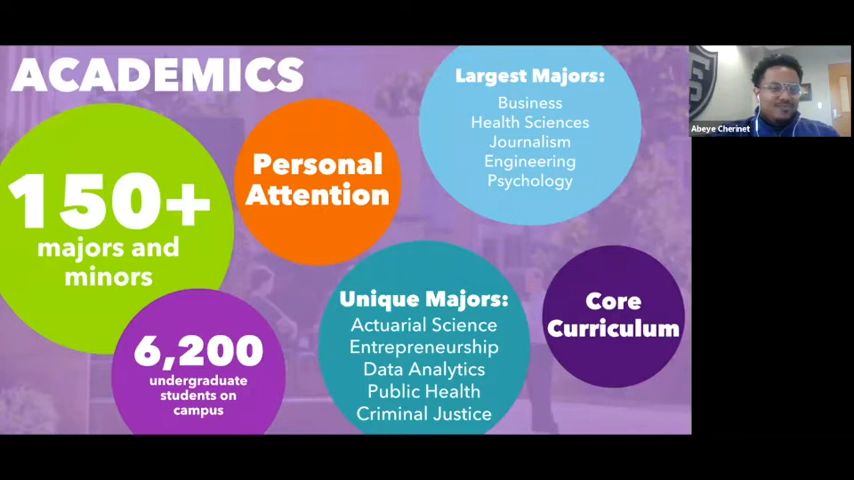 ACADEMICS
150+
majors and
minors
Personal
Attention
Largest Majors:
Business
Health Sciences
Journalism
Engineering
Psychology
6,200
undergraduate
students on
campus
Unique Majors:
Actuarial Science
Entrepreneurship
Data Analytics
Public Health
Criminal Justice
Core
Curriculum
Abeye Cherinet